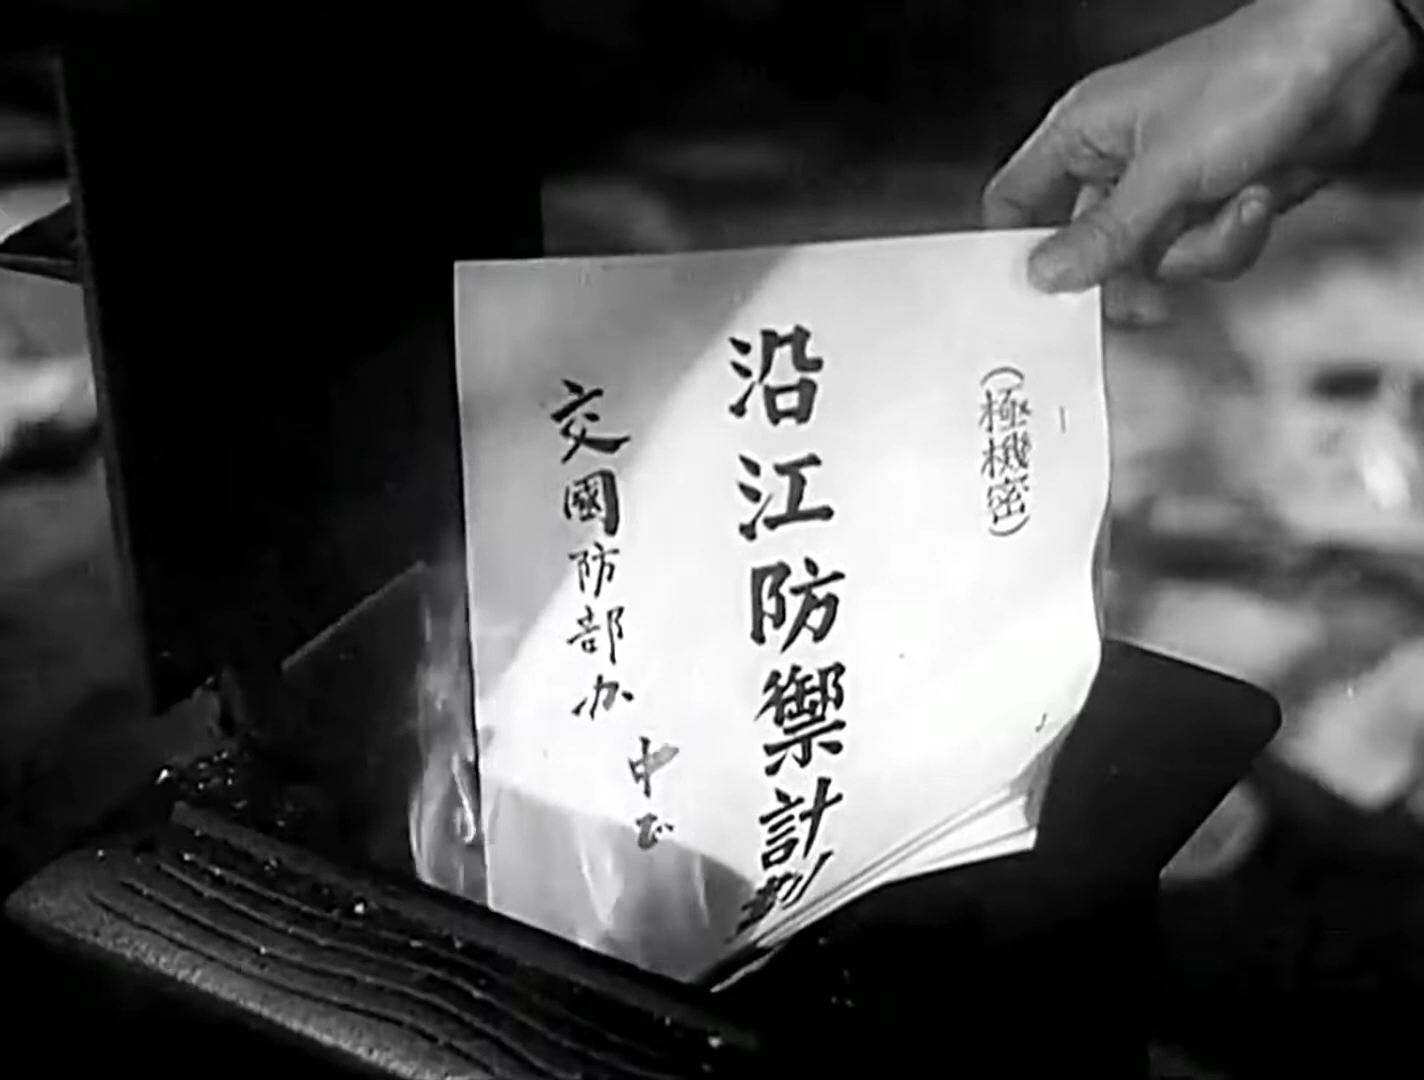 （極機密）
沿江防禦計劃
交國防部办
中正